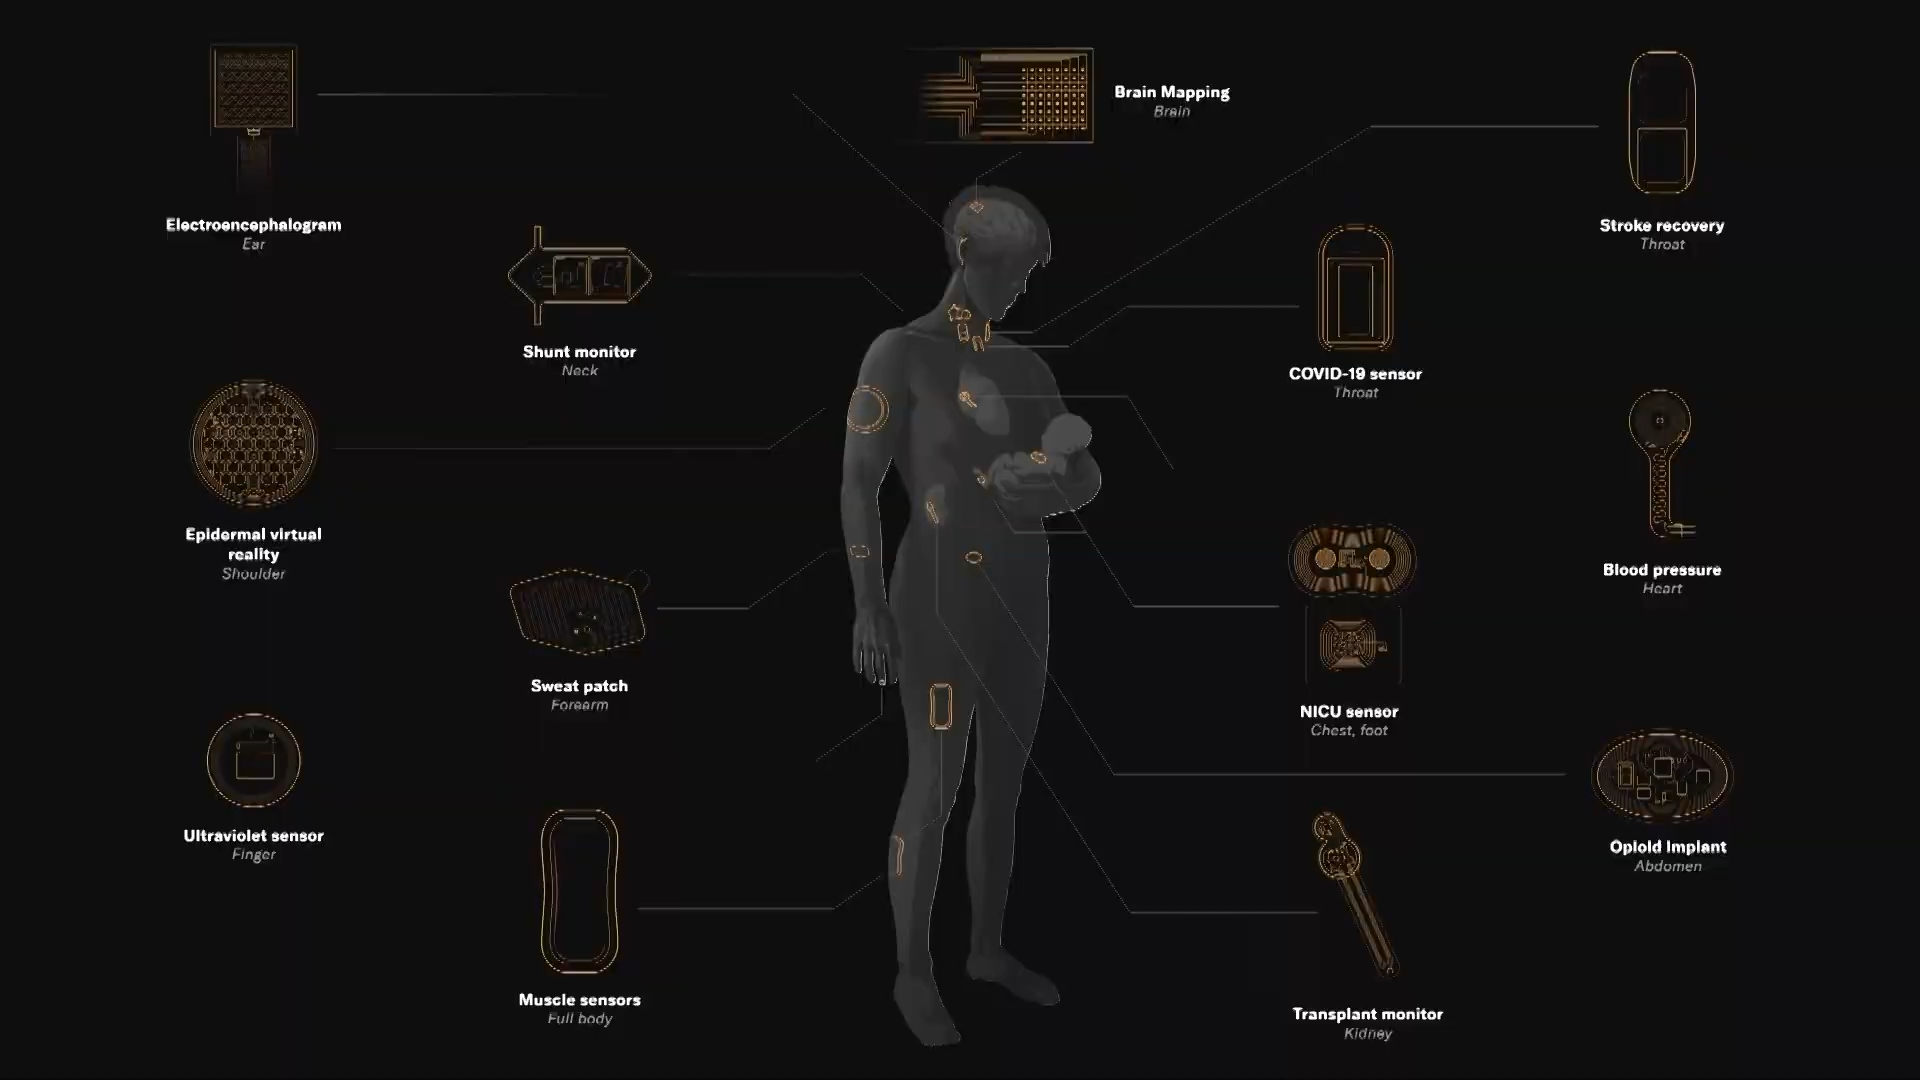 Brain Mapping
Brain
Electroencephalogram
Ear
Stroke recovery
Throat
Shunt monitor
Neck
COVID-19 sensor
Throat
Epidermal virtual
reality
Shoulder
Blood pressure
Heart
Sweat patch
Forearm
NICU sensor
Chest, foot
Ultraviolet sensor
Finger
Opioid Implant
Abdomen
Muscle sensors
Full body
Transplant monitor
Kidney